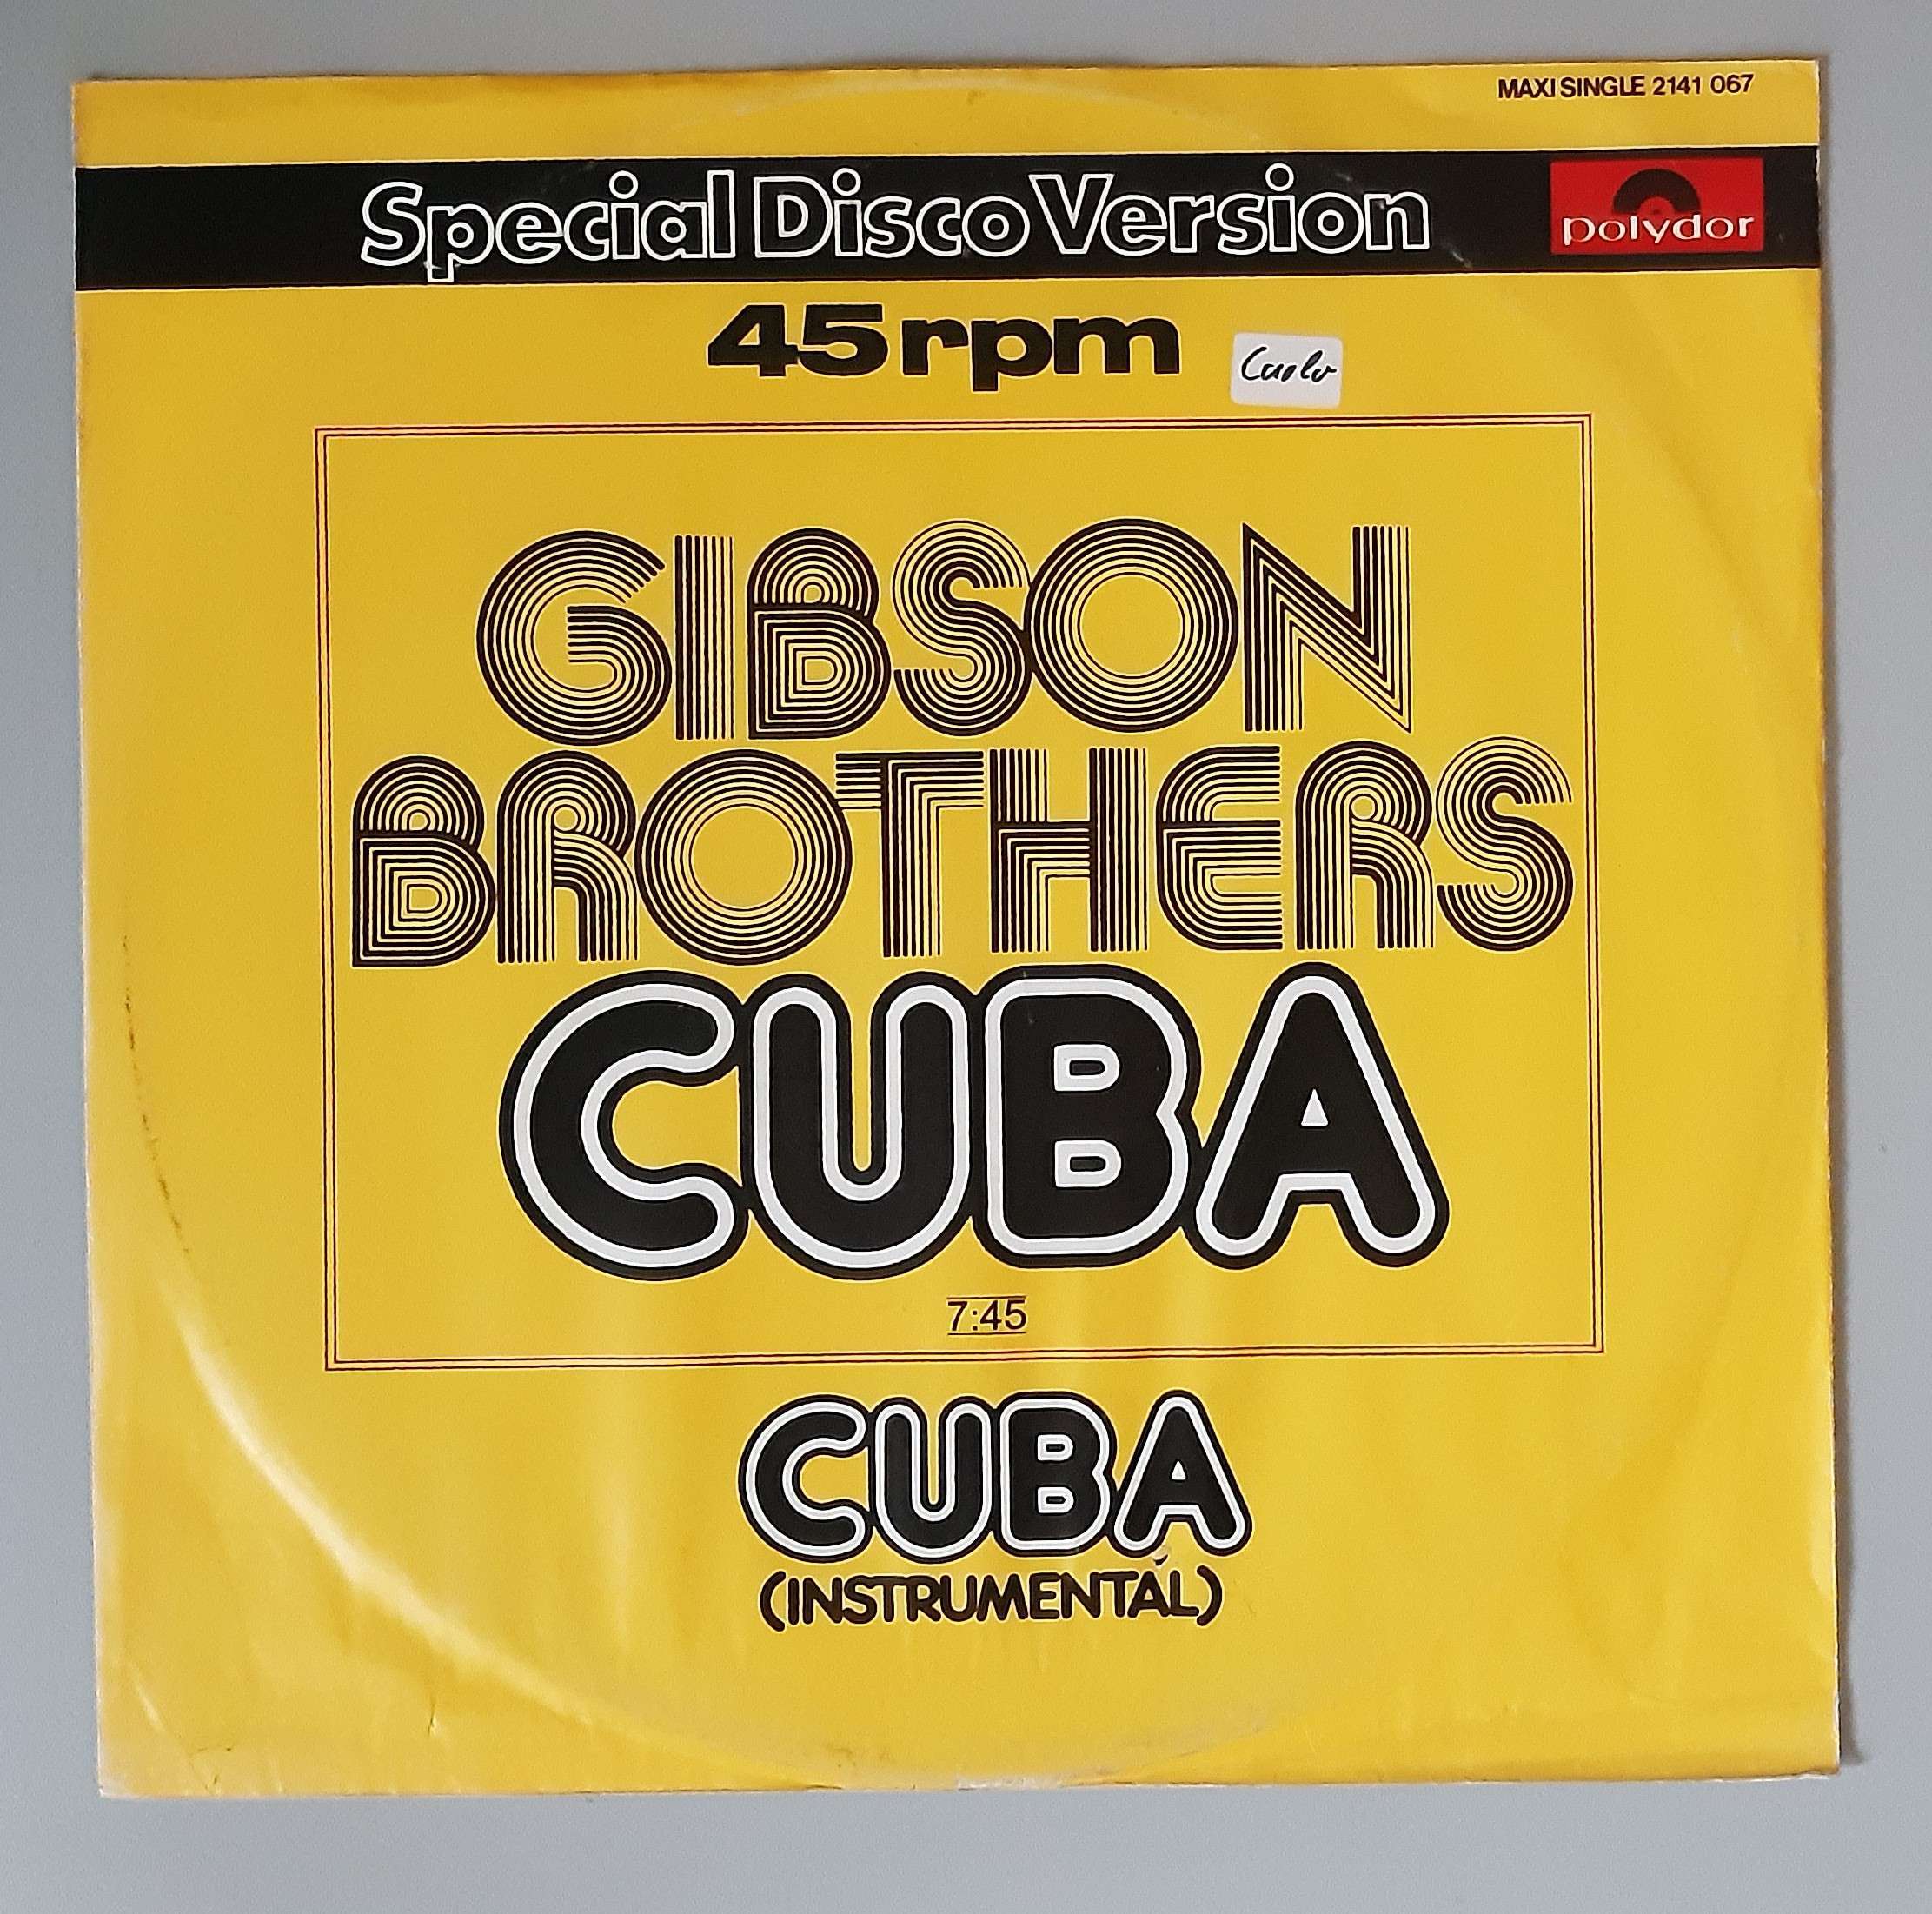 MAXI SINGLE 2141 067
Special Disco Version
polydor
45 rpm
GIBSON
BROTHERS
CUBA
7:45
CUBA
(INSTRUMENTAL)